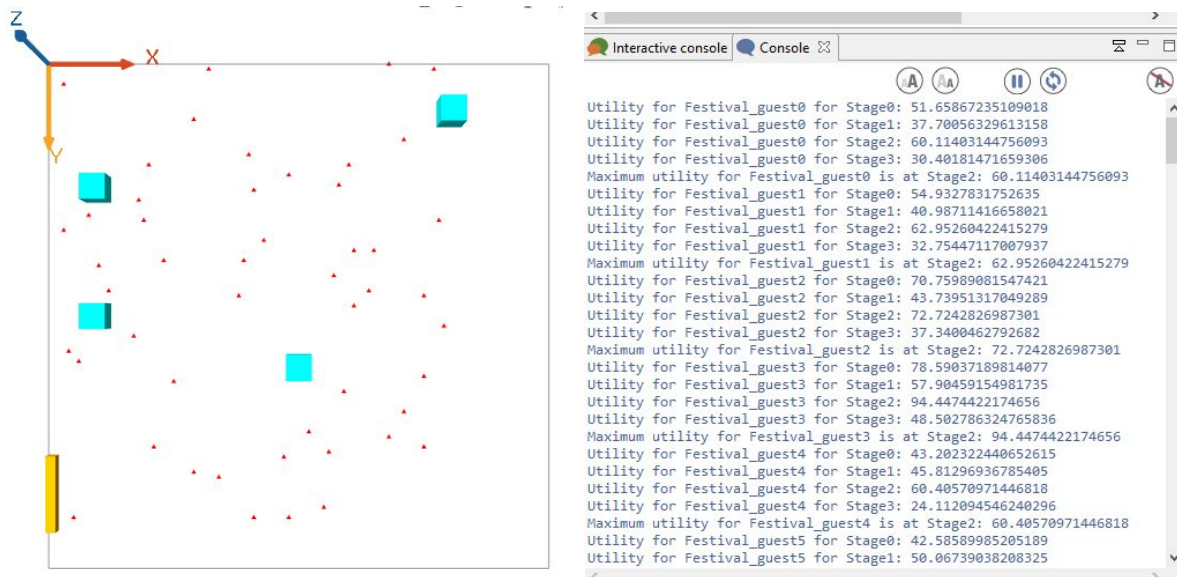 Z
X
Y
Interactive console
Console
Utility for Festival_guest0 for Stage0: 51.65867235109018
Utility for Festival_guest0 for Stage1: 37.70056329613158
Utility for Festival_guest0 for Stage2: 60.11403144756093
Utility for Festival_guest0 for Stage3: 30.40181471659306
Maximum utility for Festival_guest0 is at Stage2: 60.11403144756093
Utility for Festival_guest1 for Stage0: 54.9327831752635
Utility for Festival_guest1 for Stage1: 40.98711416658021
Utility for Festival_guest1 for Stage2: 62.95260422415279
Utility for Festival_guest1 for Stage3: 32.75447117007937
Maximum utility for Festival_guest1 is at Stage2: 62.95260422415279
Utility for Festival_guest2 for Stage0: 70.75989081547421
Utility for Festival_guest2 for Stage1: 43.73951317049289
Utility for Festival_guest2 for Stage2: 72.7242826987301
Utility for Festival_guest2 for Stage3: 37.3400462792682
Maximum utility for Festival_guest2 is at Stage2: 72.7242826987301
Utility for Festival_guest3 for Stage0: 78.59037189814077
Utility for Festival_guest3 for Stage1: 57.90459154981735
Utility for Festival_guest3 for Stage2: 94.4474422174656
Utility for Festival_guest3 for Stage3: 48.502786324765836
Maximum utility for Festival_guest3 is at Stage2: 94.4474422174656
Utility for Festival_guest4 for Stage0: 43.202322440652615
Utility for Festival_guest4 for Stage1: 45.81296936785405
Utility for Festival_guest4 for Stage2: 60.40570971446818
Utility for Festival_guest4 for Stage3: 24.112094546240296
Maximum utility for Festival_guest4 is at Stage2: 60.40570971446818
Utility for Festival_guest5 for Stage0: 42.58589985205189
Utility for Festival_guest5 for Stage1: 50.06739038208325